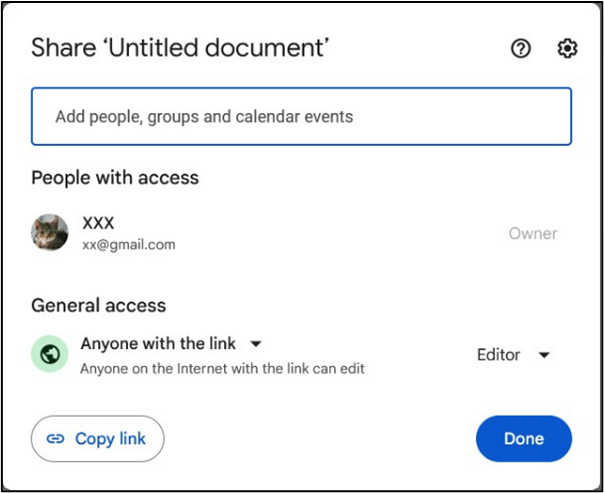 Share ‘Untitled document’
Add people, groups and calendar events
People with access
XXX
xx@gmail.com
Owner
General access
Anyone with the link
Anyone on the Internet with the link can edit
Editor
Copy link
Done